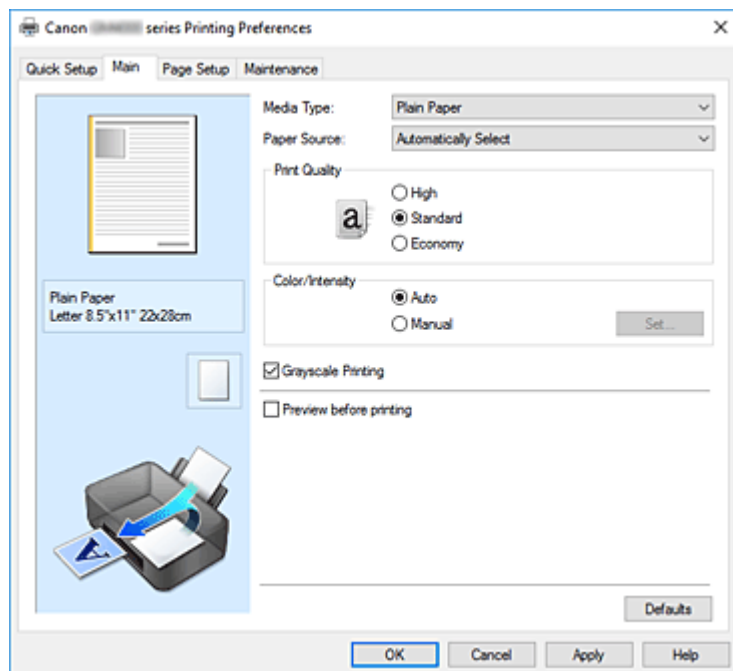 Canon series Printing Preferences
Quick Setup Main Page Setup Maintenance
Media Type: Plain Paper
Paper Source: Automatically Select
Print Quality
High
a Standard
Economy
Color/Intensity
Plain Paper
Letter 8.5"x11" 22x28cm
Auto
Manual Set...
Grayscale Printing
Preview before printing
A
Defaults
OK Cancel Apply Help